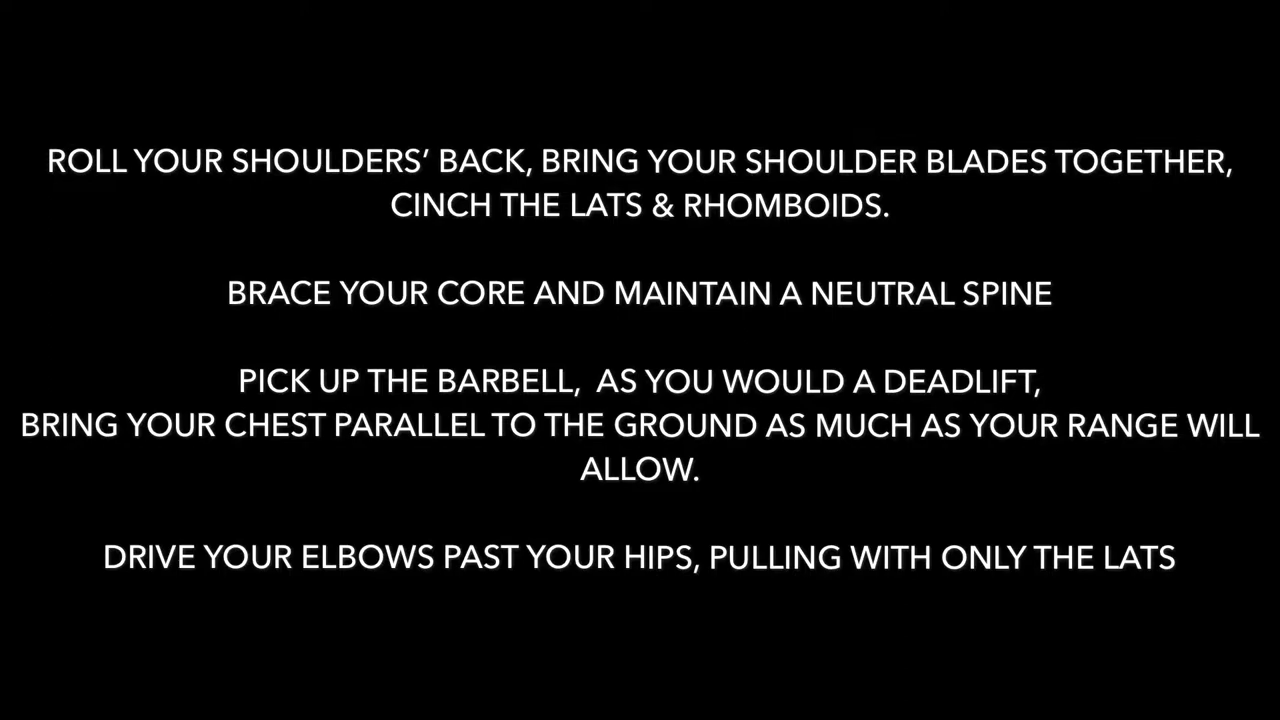 ROLL YOUR SHOULDERS‘ BACK, BRING YOUR SHOULDER BLADES TOGETHER,
CINCH THE LATS & RHOMBOIDS.
BRACE YOUR CORE AND MAINTAIN A NEUTRAL SPINE
PICK UP THE BARBELL,  AS YOU WOULD A DEADLIFT,
BRING YOUR CHEST PARALLEL TO THE GROUND AS MUCH AS YOUR RANGE WILL
ALLOW.
DRIVE YOUR ELBOWS PAST YOUR HIPS, PULLING WITH ONLY THE LATS